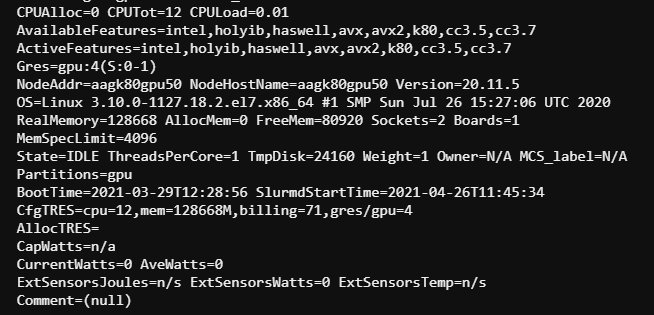 CPUAlloc=0 CPUTot=12 CPULoad=0.01
AvailableFeatures=intel,holyib,haswell,avx,avx2,k80,cc3.5,cc3.7
ActiveFeatures=intel,holyib,haswell,avx,avx2,k80,cc3.5,cc3.7
Gres=gpu:4(S:0-1)
NodeAddr=aagk80gpu50 NodeHostName=aagk80gpu50 Version=20.11.5
OS=Linux 3.10.0-1127.18.2.el7.x86_64 #1 SMP Sun Jul 26 15:27:06 UTC 2020
RealMemory=128668 AllocMem=0 FreeMem=80920 Sockets=2 Boards=1
MemSpecLimit=4096
State=IDLE ThreadsPerCore=1 TmpDisk=24160 Weight=1 Owner=N/A MCS_label=N/A
Partitions=gpu
BootTime=2021-03-29T12:28:56 SlurmdStartTime=2021-04-26T11:45:34
CfgTRES=cpu=12,mem=128668M,billing=71,gres/gpu=4
AllocTRES=
CapWatts=n/a
CurrentWatts=0 AveWatts=0
ExtSensorsJoules=n/s ExtSensorsWatts=0 ExtSensorsTemp=n/s
Comment=(null)